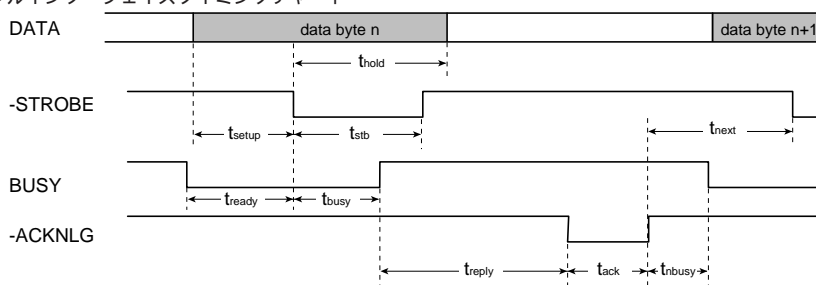 DATA data byte n data byte n+1
thold
-STROBE
tsetup tstb tnext
BUSY
tready tbusy
-ACKNLG
treply tack tnbusy